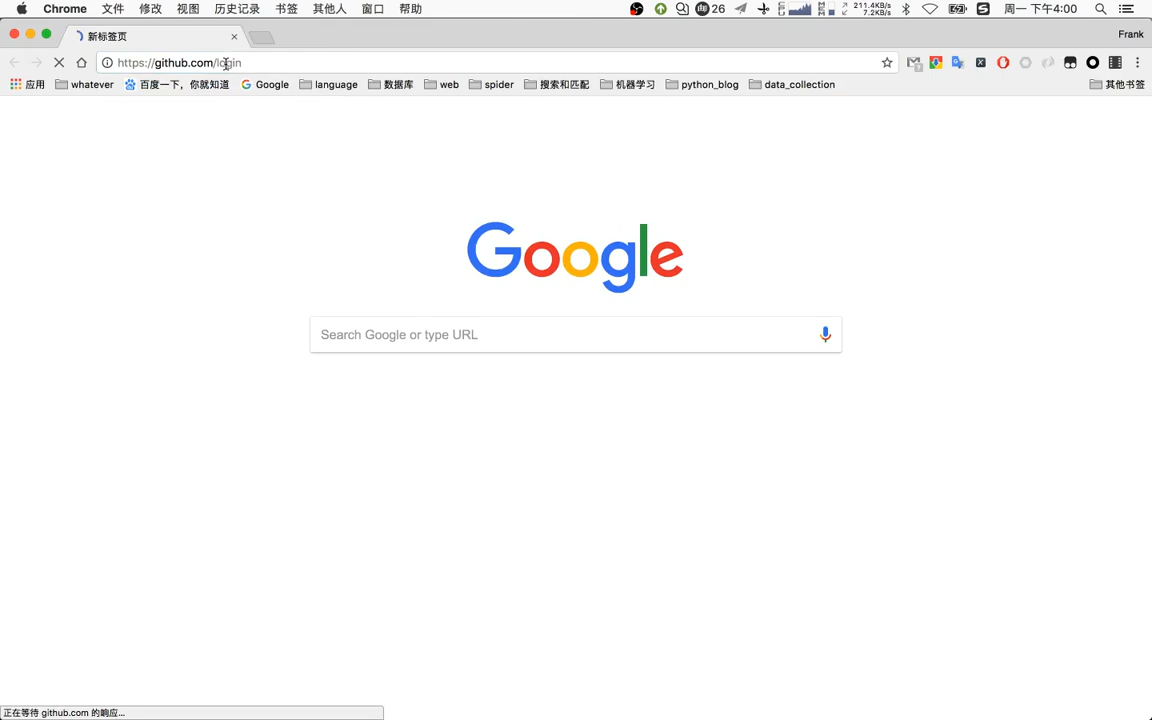 Chrome 文件 修改 视图 历史记录 书签 其他人 窗口 帮助 26 211.4KB/s 7.2KB/s 周一 下午4:00
新标签页 Frank
https://github.com/login
应用 whatever 百度一下，你就知道 Google language 数据库 web spider 搜索和匹配 机器学习 python_blog data_collection 其他书签
Google
Search Google or type URL
正在等待 github.com 的响应...